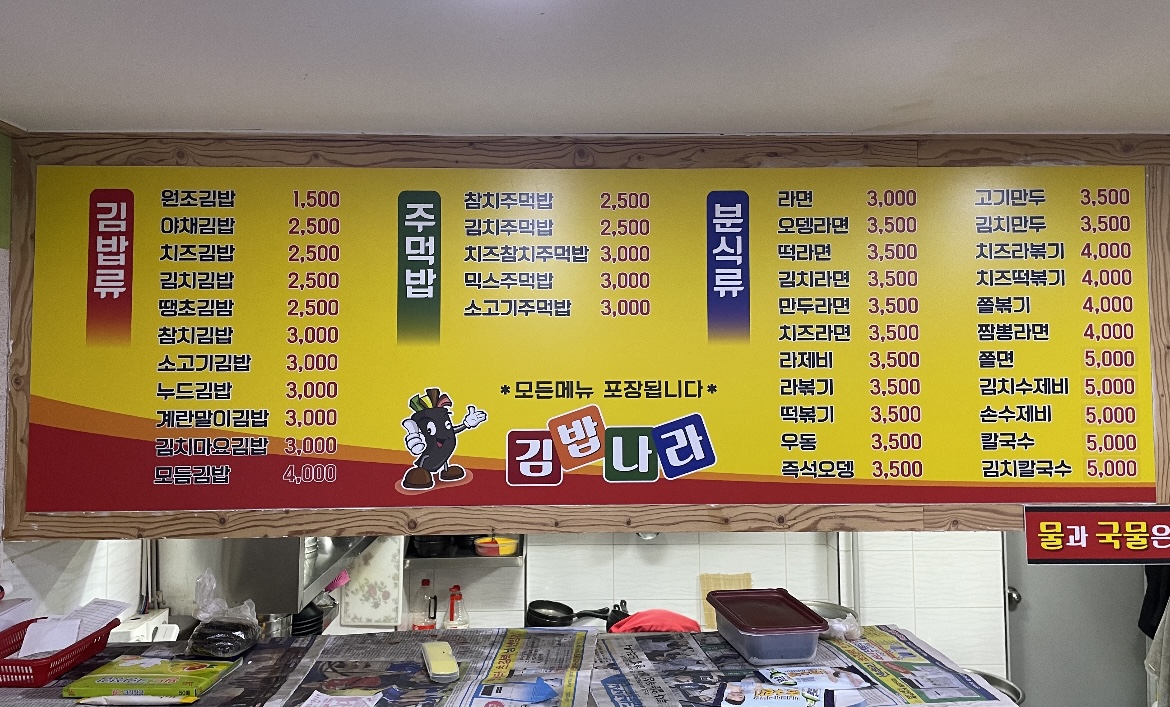 김밥류
원조김밥 1,500
야채김밥 2,500
치즈김밥 2,500
김치김밥 2,500
땡초김밥 2,500
참치김밥 3,000
소고기김밥 3,000
누드김밥 3,000
계란말이김밥 3,000
김치마요김밥 3,000
모듬김밥 4,000
주먹밥
참치주먹밥 2,500
김치주먹밥 2,500
치즈참치주먹밥 3,000
믹스주먹밥 3,000
소고기주먹밥 3,000
*모든메뉴 포장됩니다*
김밥나라
분식류
라면 3,000
오뎅라면 3,500
떡라면 3,500
김치라면 3,500
만두라면 3,500
치즈라면 3,500
라제비 3,500
라볶기 3,500
떡볶기 3,500
우동 3,500
즉석오뎅 3,500
고기만두 3,500
김치만두 3,500
치즈라볶기 4,000
치즈떡볶기 4,000
쫄볶기 4,000
짬뽕라면 4,000
쫄면 5,000
김치수제비 5,000
손수제비 5,000
칼국수 5,000
김치칼국수 5,000
물과 국물은